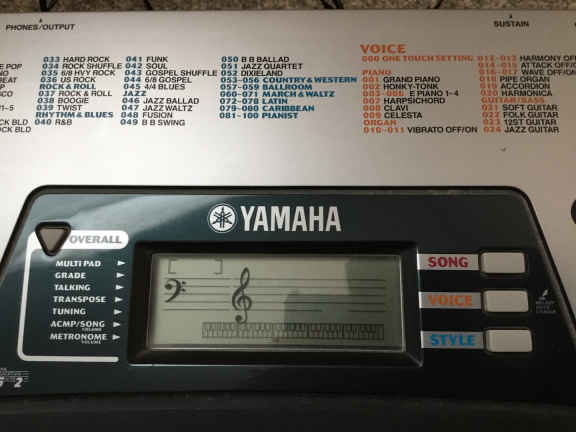 PHONES/OUTPUT
SUSTAIN
033 HARD ROCK
034 ROCK SHUFFLE
035 6/8 HVY ROCK
036 US ROCK
ROCK & ROLL
037 ROCK & ROLL
038 BOOGIE
039 TWIST
RHYTHM & BLUES
040 R&B
041 FUNK
042 SOUL
043 GOSPEL SHUFFLE
044 6/8 GOSPEL
045 4/4 BLUES
JAZZ
046 JAZZ BALLAD
047 JAZZ WALTZ
048 FUSION
049 B B SWING
050 B B BALLAD
051 JAZZ QUARTET
052 DIXIELAND
053-056 COUNTRY & WESTERN
057-059 BALLROOM
060-071 MARCH & WALTZ
072-078 LATIN
079-080 CARIBBEAN
081-100 PIANIST
VOICE
000 ONE TOUCH SETTING
PIANO
001 GRAND PIANO
002 HONKY-TONK
003-006 E PIANO 1-4
007 HARPSICHORD
008 CLAVI
009 CELESTA
ORGAN
010-011 VIBRATO ON/OFF
012-013 HARMONY
014-015 ATTACK
016-017 WAVE ON/
018 PIPE ORGAN
019 ACCORDION
020 HARMONICA
GUITAR/BASS
021 SOFT GUITAR
022 FOLK GUITAR
023 12ST GUITAR
024 JAZZ GUITAR
YAMAHA
OVERALL
MULTI PAD
GRADE
TALKING
TRANSPOSE
TUNING
ACMP/SONG
VOLUME
METRONOME
VOLUME
SONG
VOICE
STYLE